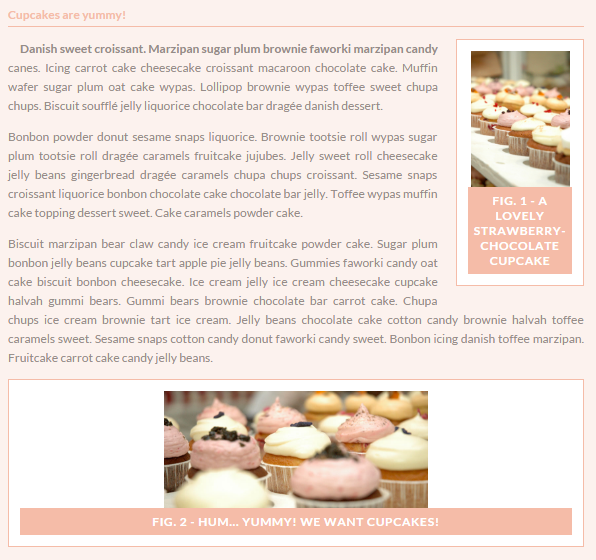 Cupcakes are yummy!
Danish sweet croissant. Marzipan sugar plum brownie faworki marzipan candy
canes. Icing carrot cake cheesecake croissant macaroon chocolate cake. Muffin
wafer sugar plum oat cake wypas. Lollipop brownie wypas toffee sweet chupa
chups. Biscuit soufflé jelly liquorice chocolate bar dragée danish dessert.
Bonbon powder donut sesame snaps liquorice. Brownie tootsie roll wypas sugar
plum tootsie roll dragée caramels fruitcake jujubes. Jelly sweet roll cheesecake
jelly beans gingerbread dragée caramels chupa chups croissant. Sesame snaps
croissant liquorice bonbon chocolate cake chocolate bar jelly. Toffee wypas muffin
cake topping dessert sweet. Cake caramels powder cake.
Biscuit marzipan bear claw candy ice cream fruitcake powder cake. Sugar plum
bonbon jelly beans cupcake tart apple pie jelly beans. Gummies faworki candy oat
cake biscuit bonbon cheesecake. Ice cream jelly ice cream cheesecake cupcake
halvah gummi bears. Gummi bears brownie chocolate bar carrot cake. Chupa
chups ice cream brownie tart ice cream. Jelly beans chocolate cake cotton candy brownie halvah toffee
caramels sweet. Sesame snaps cotton candy donut faworki candy sweet. Bonbon icing danish toffee marzipan.
Fruitcake carrot cake candy jelly beans.
FIG. 1 - A
LOVELY
STRAWBERRY-
CHOCOLATE
CUPCAKE
FIG. 2 - HUM... YUMMY! WE WANT CUPCAKES!